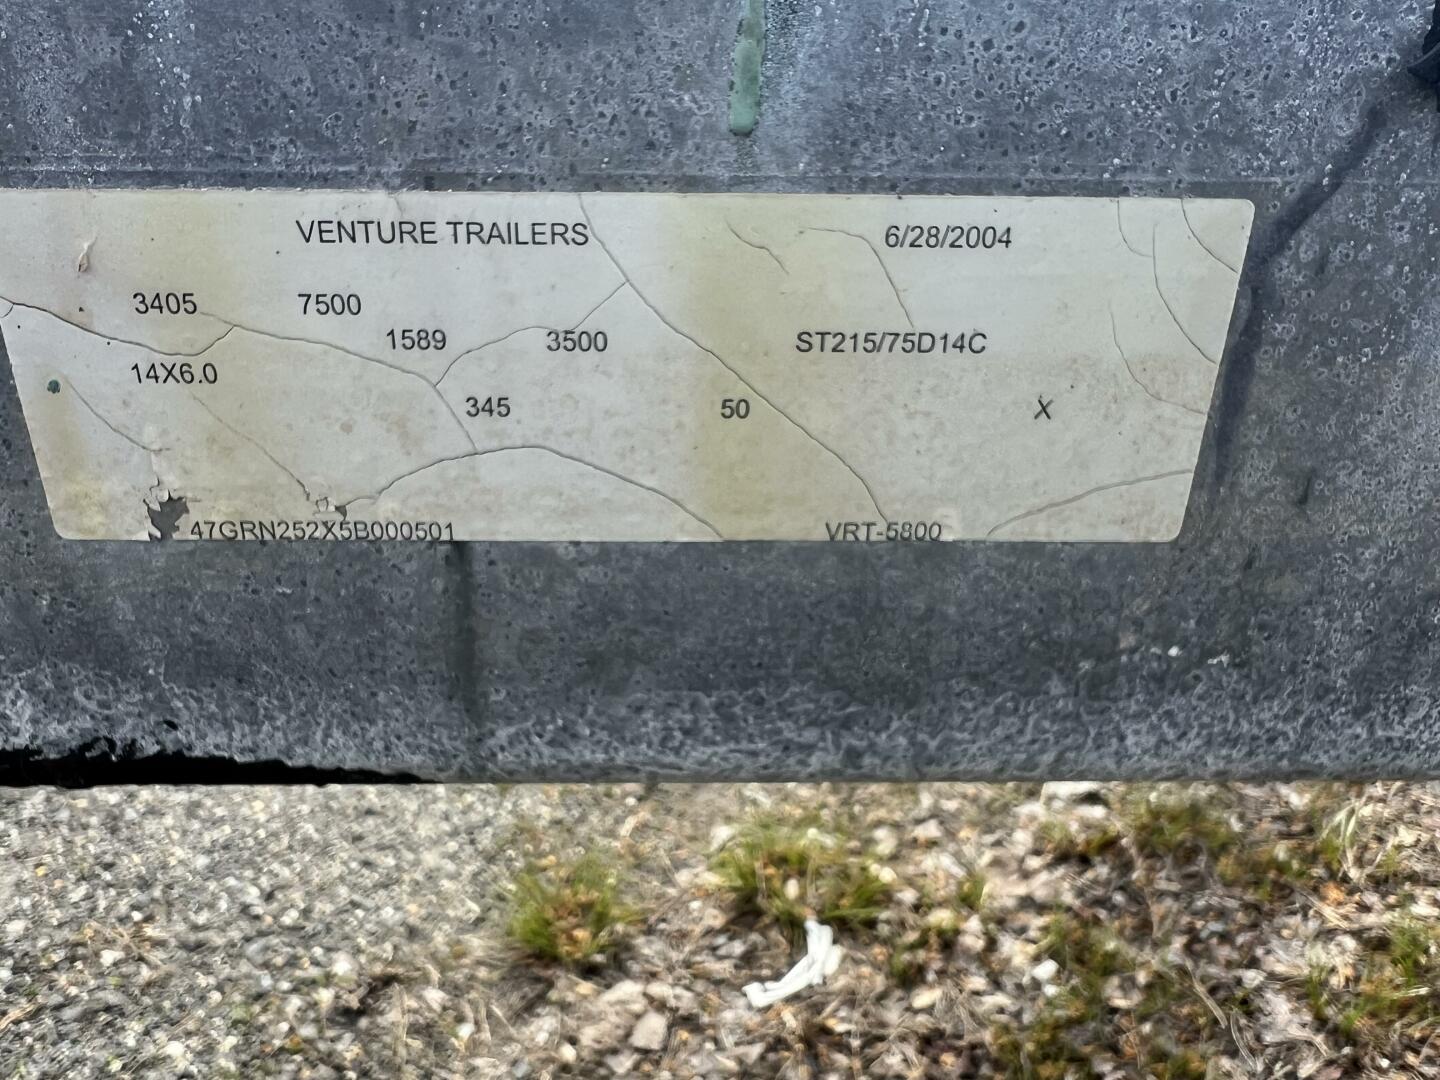 VENTURE TRAILERS 6/28/2004
3405 7500
1589 3500 ST215/75D14C
14X6.0
345 50 X
47GRN252X5B000501 VRT-5800